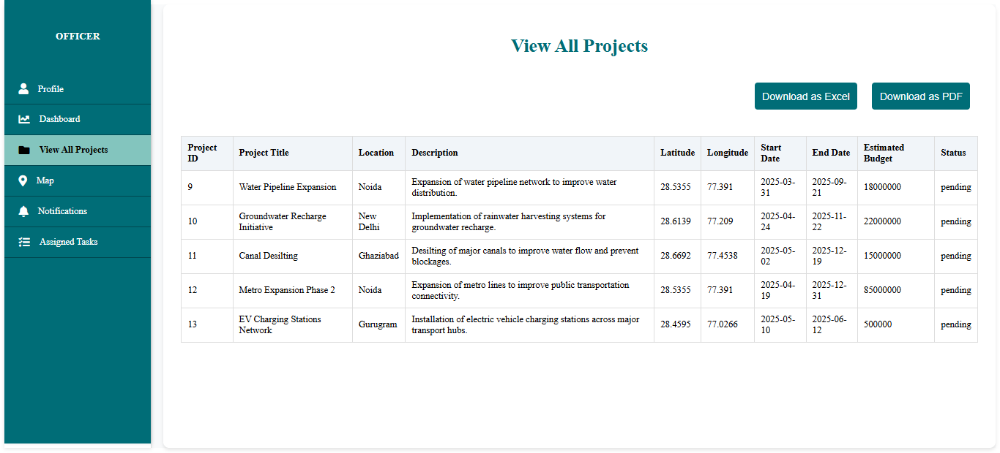 OFFICER
Profile
Dashboard
View All Projects
Map
Notifications
Assigned Tasks
View All Projects
Download as Excel Download as PDF
Project ID Project Title Location Description Latitude Longitude Start Date End Date Estimated Budget Status
9 Water Pipeline Expansion Noida Expansion of water pipeline network to improve water distribution. 28.5355 77.391 2025-03-31 2025-09-21 18000000 pending
10 Groundwater Recharge Initiative New Delhi Implementation of rainwater harvesting systems for groundwater recharge. 28.6139 77.209 2025-04-24 2025-11-22 22000000 pending
11 Canal Desilting Ghaziabad Desilting of major canals to improve water flow and prevent blockages. 28.6692 77.4538 2025-05-02 2025-12-19 15000000 pending
12 Metro Expansion Phase 2 Noida Expansion of metro lines to improve public transportation connectivity. 28.5355 77.391 2025-04-19 2025-12-31 85000000 pending
13 EV Charging Stations Network Gurugram Installation of electric vehicle charging stations across major transport hubs. 28.4595 77.0266 2025-05-10 2025-06-12 500000 pending